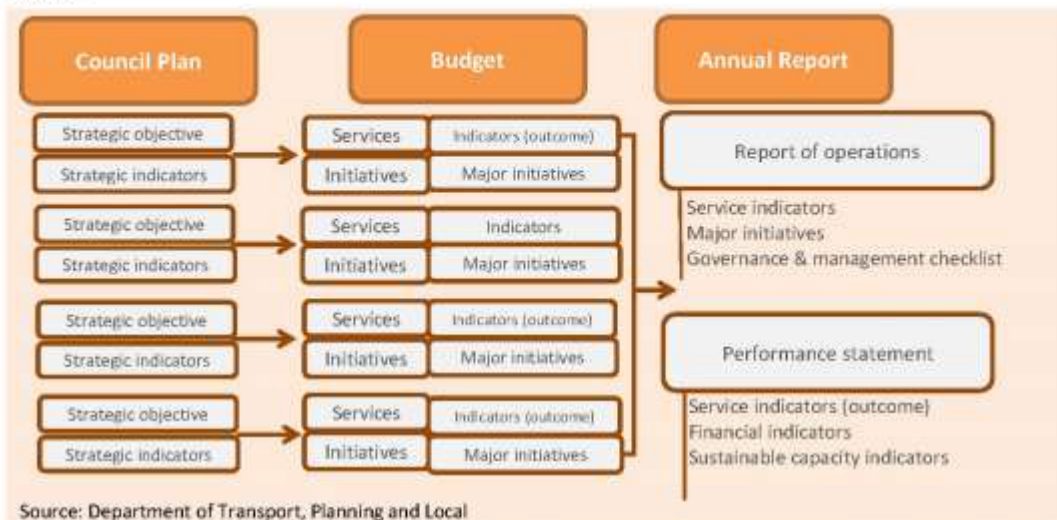 Council Plan
Budget
Annual Report
Strategic objective
Strategic indicators
Services
Indicators (outcome)
Initiatives
Major initiatives
Strategic objective
Strategic indicators
Services
Indicators
Initiatives
Major initiatives
Strategic objective
Strategic indicators
Services
Indicators (outcome)
Initiatives
Major initiatives
Strategic objective
Strategic indicators
Services
Indicators (outcome)
Initiatives
Major initiatives
Report of operations
Service indicators
Major initiatives
Governance & management checklist
Performance statement
Service indicators (outcome)
Financial indicators
Sustainable capacity indicators
Source: Department of Transport, Planning and Local